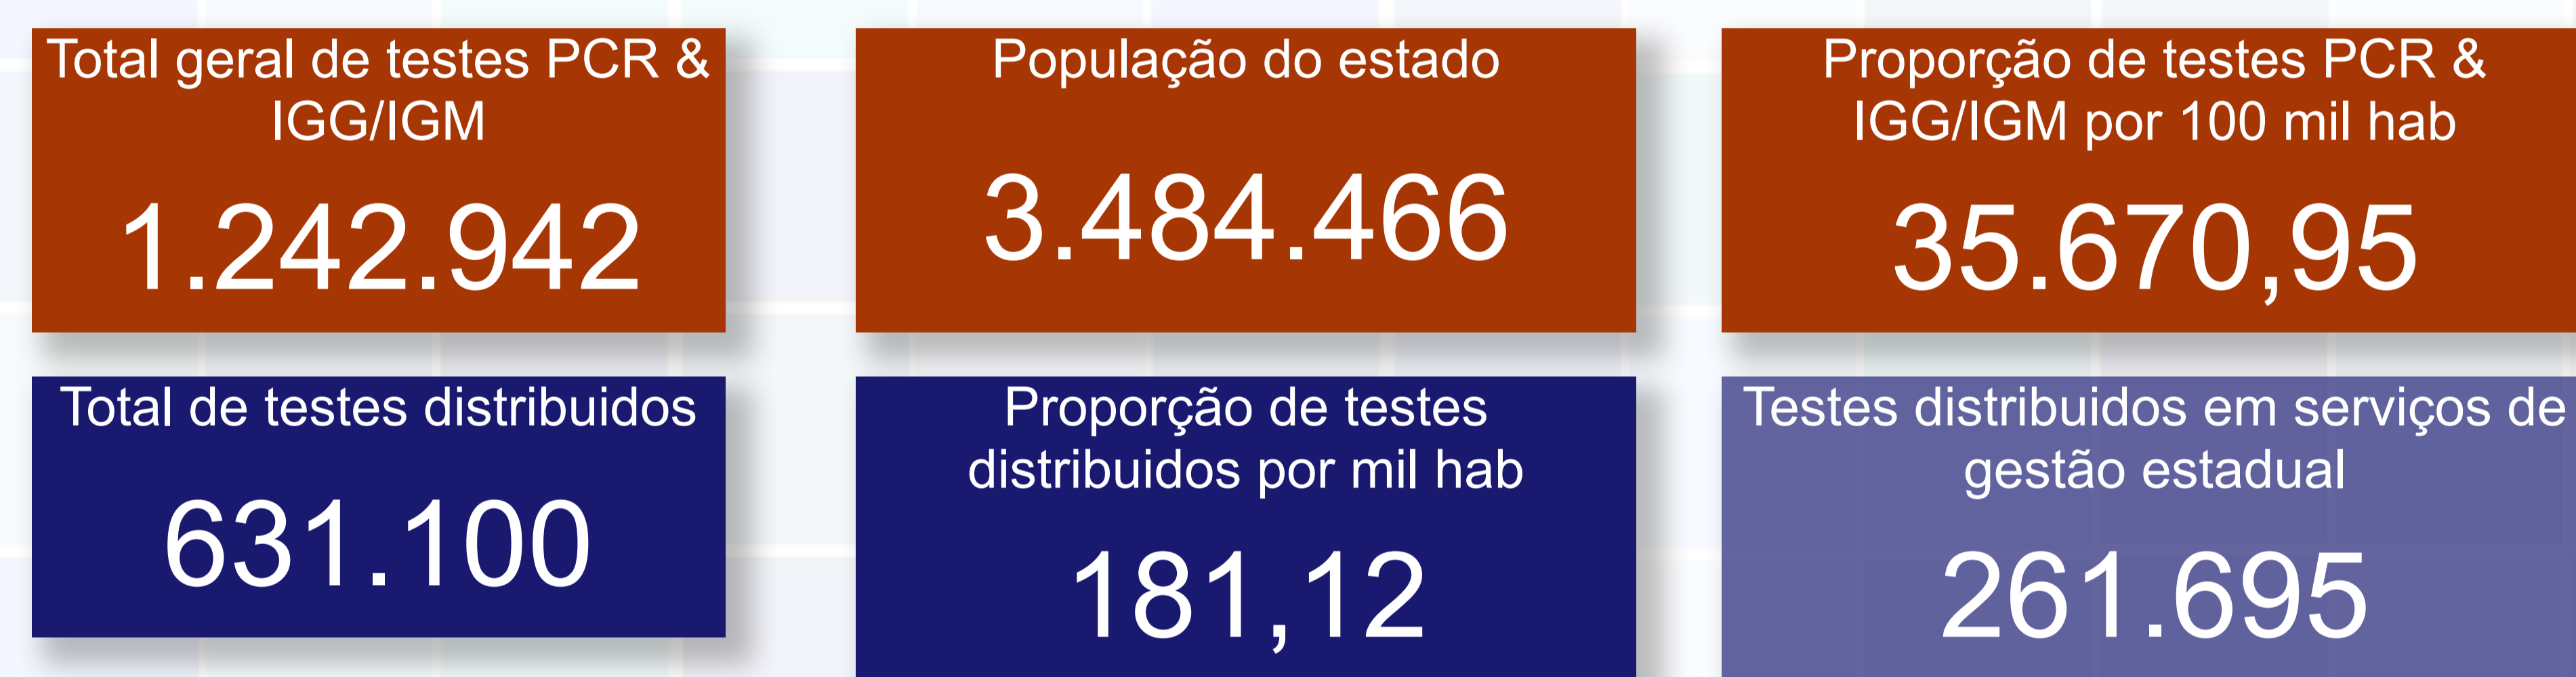 Total geral de testes PCR &
IGG/IGM
1.242.942
População do estado
3.484.466
Proporção de testes PCR &
IGG/IGM por 100 mil hab
35.670,95
Total de testes distribuidos
631.100
Proporção de testes
distribuidos por mil hab
181,12
Testes distribuidos em serviços de
gestão estadual
261.695